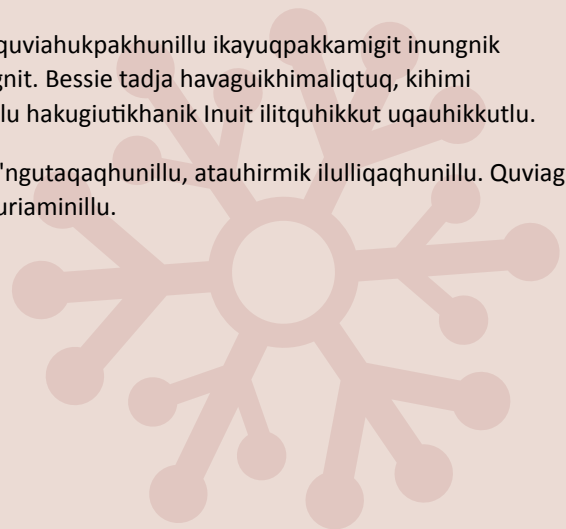 quviahukpakhunillu ikayuqpakkamigit inungnik
gnit. Bessie tadja havaguikhimaliqtuq, kihimi
lu hakugiutikhanik Inuit ilitquhikkut uqauhikkutlu.
'ngutaqaqhunillu, atauhirmik ilulliqaqhunillu. Quviag
uriaminillu.